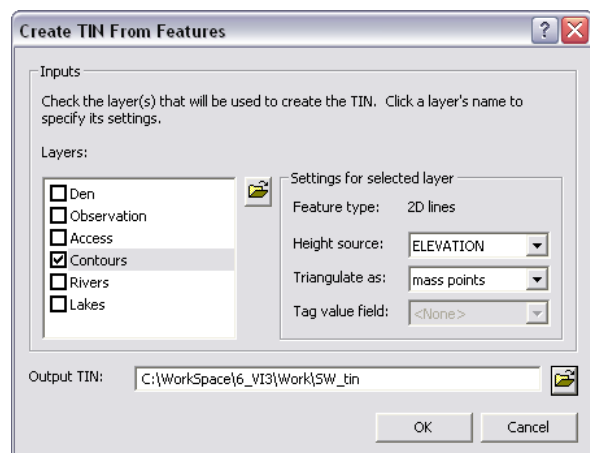 Create TIN From Features
?
Inputs
Check the layer(s) that will be used to create the TIN. Click a layer's name to
specify its settings.
Layers:
Den
Observation
Access
Contours
Rivers
Lakes
Settings for selected layer
Feature type: 2D lines
Height source: ELEVATION
Triangulate as: mass points
Tag value field: <None>
Output TIN: C:\WorkSpace\6_VI3\Work\SW_tin
OK Cancel